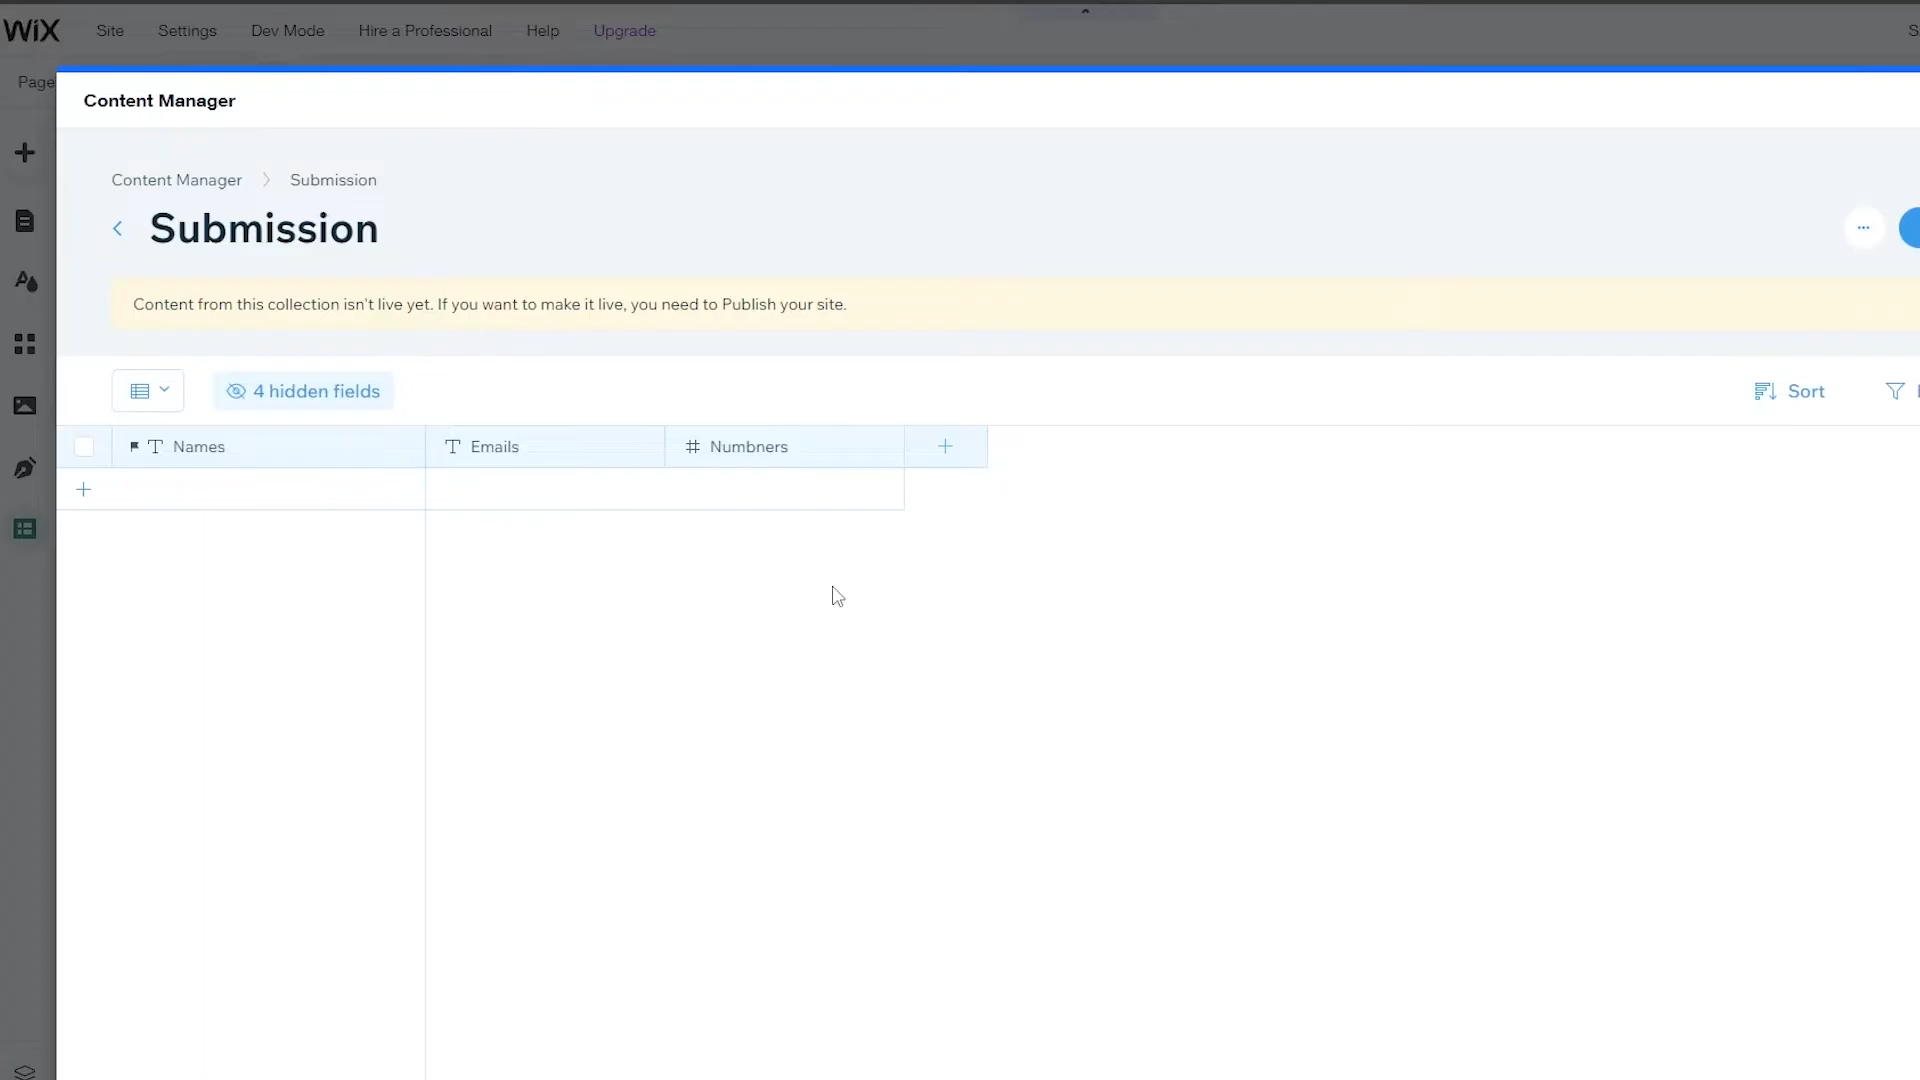 WiX Site Settings Dev Mode Hire a Professional Help Upgrade
Page
Content Manager
Content Manager > Submission
Submission
Content from this collection isn't live yet. If you want to make it live, you need to Publish your site.
4 hidden fields Sort
Names Emails Numbners